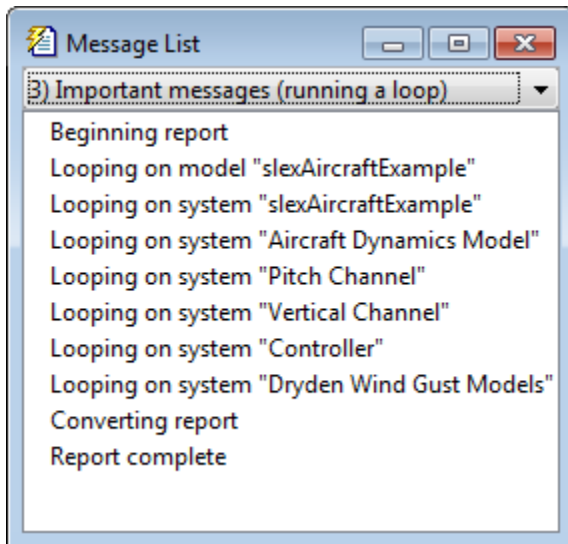 Message List
3) Important messages (running a loop)
Beginning report
Looping on model "slexAircraftExample"
Looping on system "slexAircraftExample"
Looping on system "Aircraft Dynamics Model"
Looping on system "Pitch Channel"
Looping on system "Vertical Channel"
Looping on system "Controller"
Looping on system "Dryden Wind Gust Models"
Converting report
Report complete